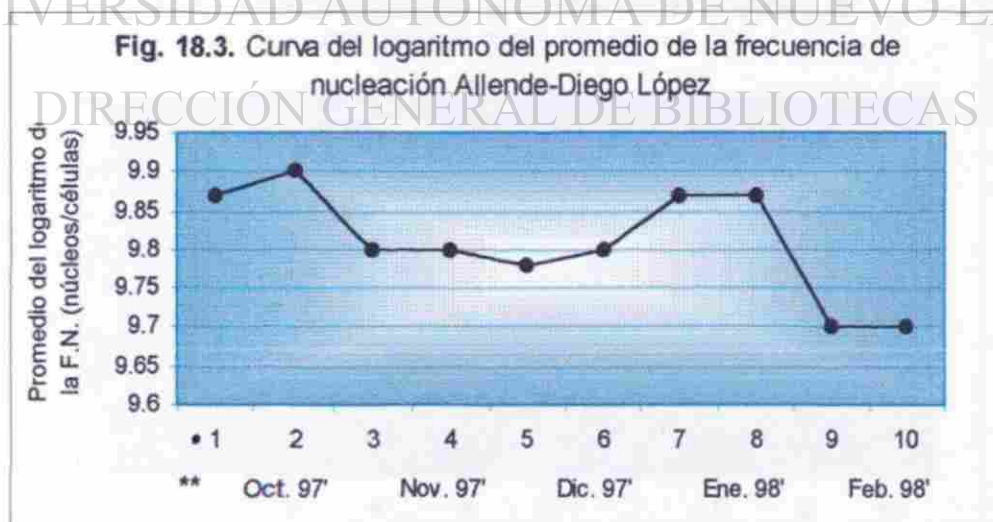 VERSIDAD AUTÓNOMA DE NUEVO L
Fig. 18.3. Curva del logaritmo del promedio de la frecuencia de
nucleación Allende-Diego López
DIRECCIÓN GENERAL DE BIBLIOTECAS
Promedio del logaritmo de
la F.N. (núcleos/células)
9.95
9.9
9.85
9.8
9.75
9.7
9.65
9.6
* 1 2 3 4 5 6 7 8 9 10
** Oct. 97' Nov. 97' Dic. 97' Ene. 98' Feb. 98'